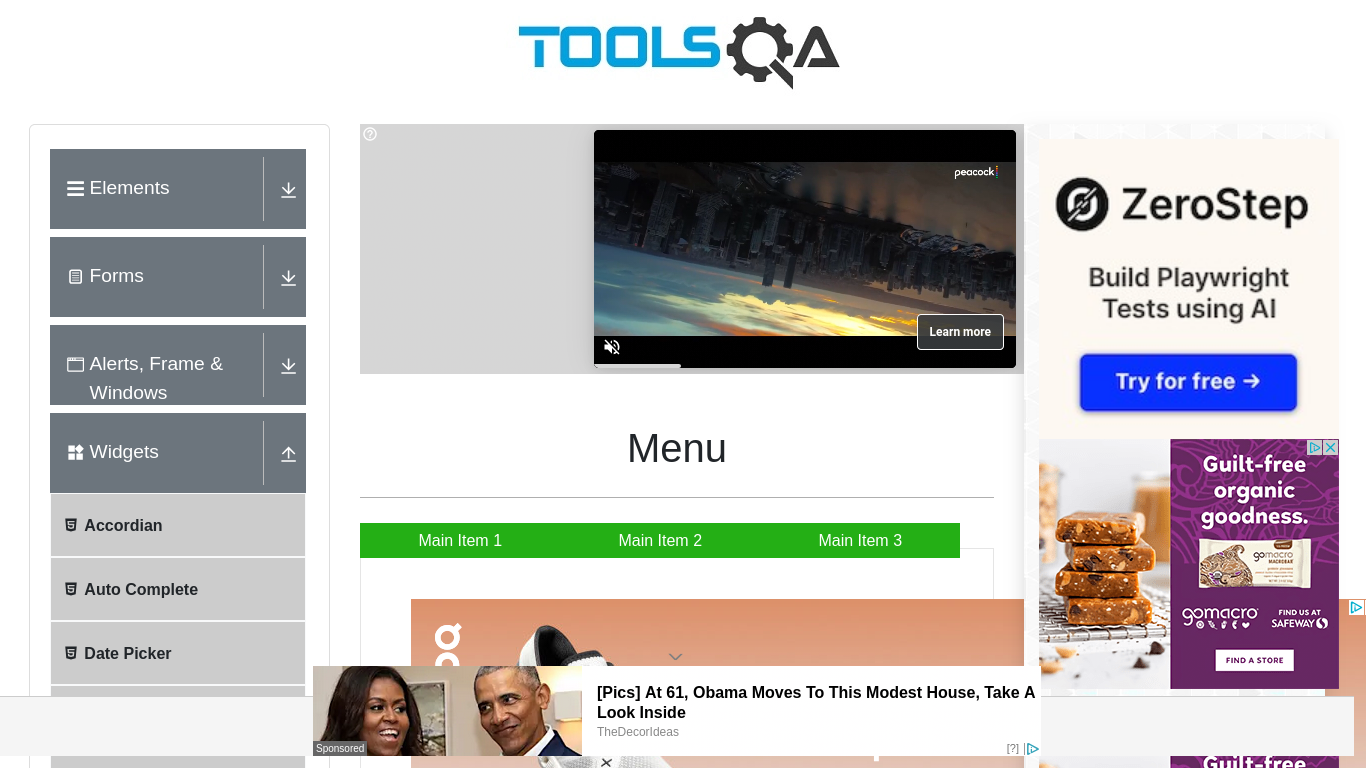 TOOLSQA
Elements
Forms
Alerts, Frame &
Windows
Widgets
Accordian
Auto Complete
Date Picker
peacock
Learn more
Menu
Main Item 1
Main Item 2
Main Item 3
ZeroStep
Build Playwright
Tests using AI
Try for free →
Guilt-free
organic
goodness.
gomacro
MACROBAR
gomacro
FIND US AT
SAFEWAY
FIND A STORE
[Pics] At 61, Obama Moves To This Modest House, Take A
Look Inside
TheDecorIdeas
Sponsored
[?]
Guilt-free